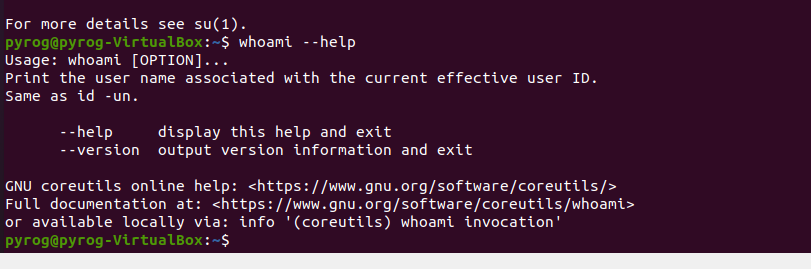 For more details see su(1).
pyrog@pyrog-VirtualBox:~$ whoami --help
Usage: whoami [OPTION]...
Print the user name associated with the current effective user ID.
Same as id -un.
--help     display this help and exit
--version  output version information and exit
GNU coreutils online help: <https://www.gnu.org/software/coreutils/>
Full documentation at: <https://www.gnu.org/software/coreutils/whoami>
or available locally via: info '(coreutils) whoami invocation'
pyrog@pyrog-VirtualBox:~$